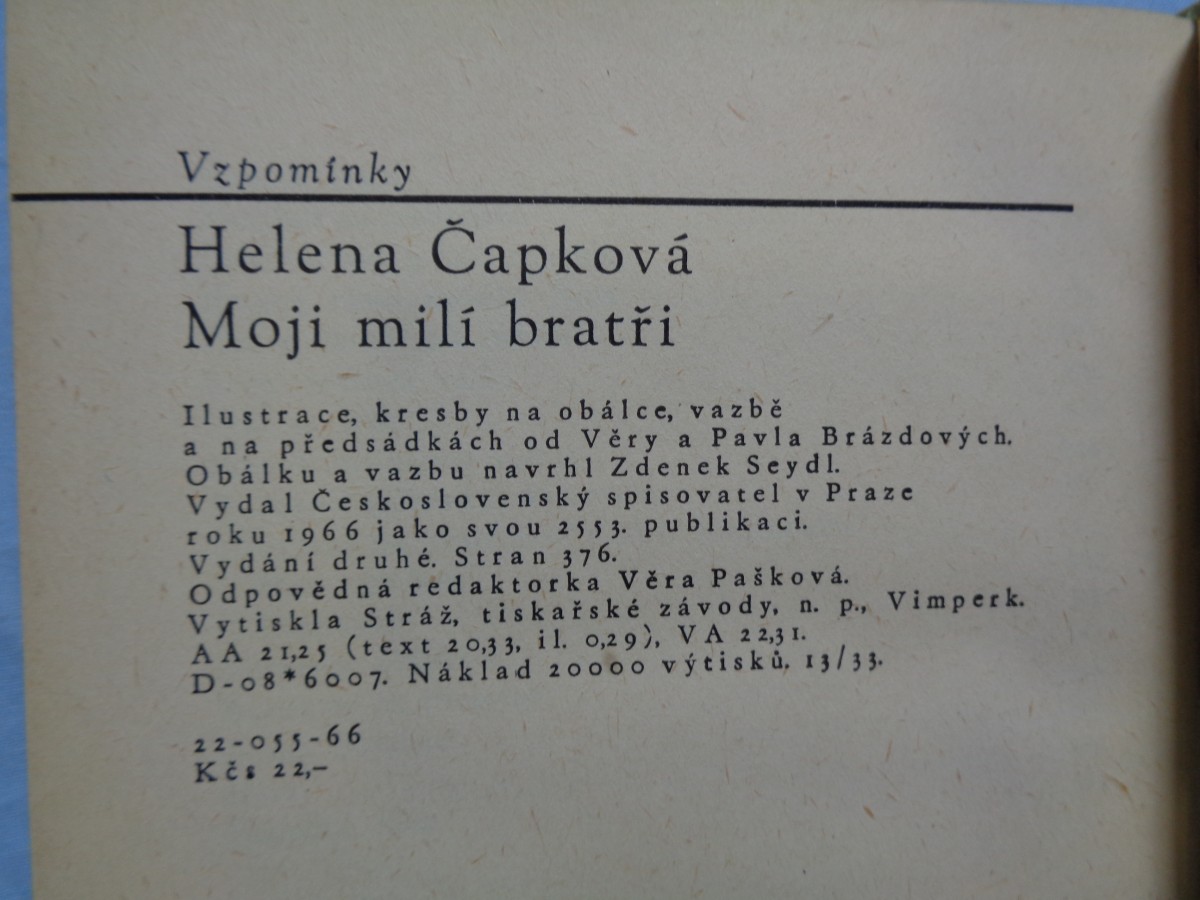 Vzpomínky
Helena Čapková
Moji milí bratři
Ilustrace, kresby na obálce, vazbě
a na předsádkách od Věry a Pavla Brázdových.
Obálku a vazbu navrhl Zdenek Seydl.
Vydal Československý spisovatel v Praze
roku 1966 jako svou 2553. publikaci.
Vydání druhé. Stran 376.
Odpovědná redaktorka Věra Pašková.
Vytiskla Stráž, tiskařské závody, n. p., Vimperk.
AA 21,25 (text 20,33, il. 0,29), VA 22,31.
D-08*6007. Náklad 20000 výtisků. 13/33.
22-055-66
Kčs 22,–